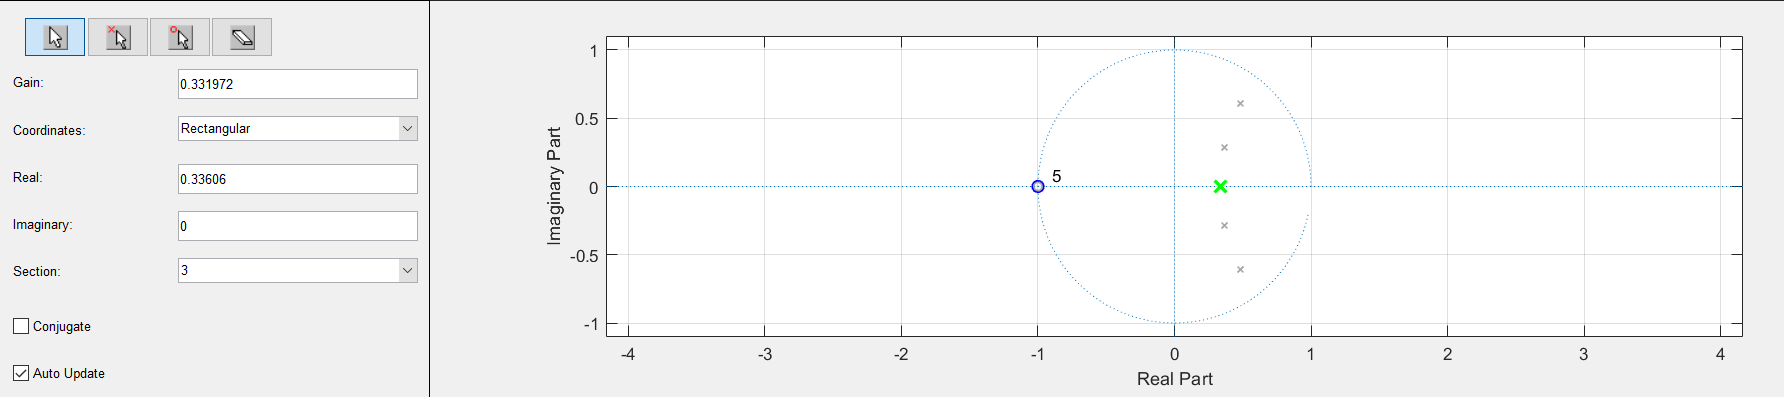 Gain:
0.331972
Coordinates:
Rectangular
Real:
0.33606
Imaginary:
0
Section:
3
Conjugate
Auto Update
Imaginary Part
1
0.5
0
-0.5
-1
5
-4
-3
-2
-1
0
1
2
3
4
Real Part